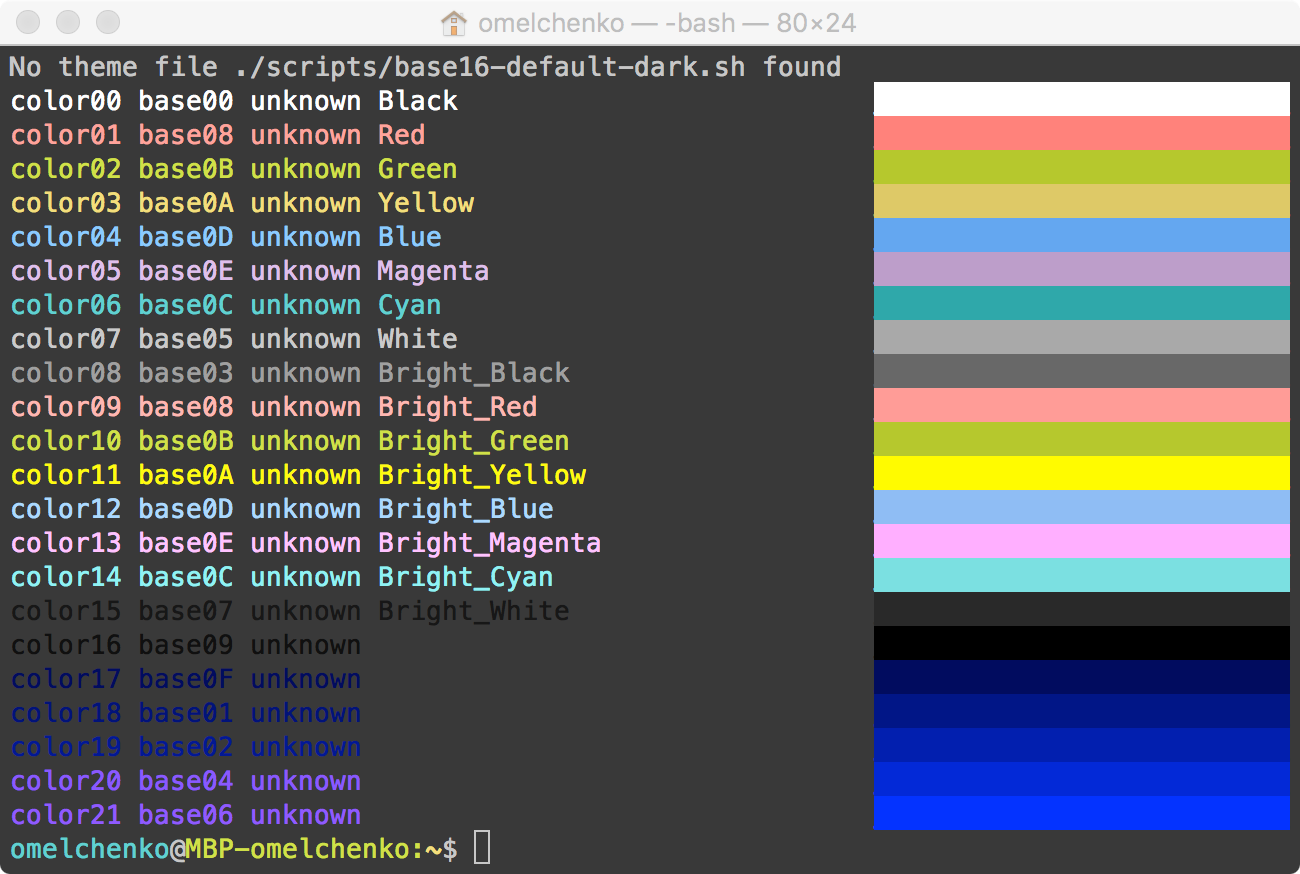 omelchenko — -bash — 80×24
No theme file ./scripts/base16-default-dark.sh found
color00 base00 unknown Black
color01 base08 unknown Red
color02 base0B unknown Green
color03 base0A unknown Yellow
color04 base0D unknown Blue
color05 base0E unknown Magenta
color06 base0C unknown Cyan
color07 base05 unknown White
color08 base03 unknown Bright_Black
color09 base08 unknown Bright_Red
color10 base0B unknown Bright_Green
color11 base0A unknown Bright_Yellow
color12 base0D unknown Bright_Blue
color13 base0E unknown Bright_Magenta
color14 base0C unknown Bright_Cyan
color15 base07 unknown Bright_White
color16 base09 unknown
color17 base0F unknown
color18 base01 unknown
color19 base02 unknown
color20 base04 unknown
color21 base06 unknown
omelchenko@MBP-omelchenko:~$